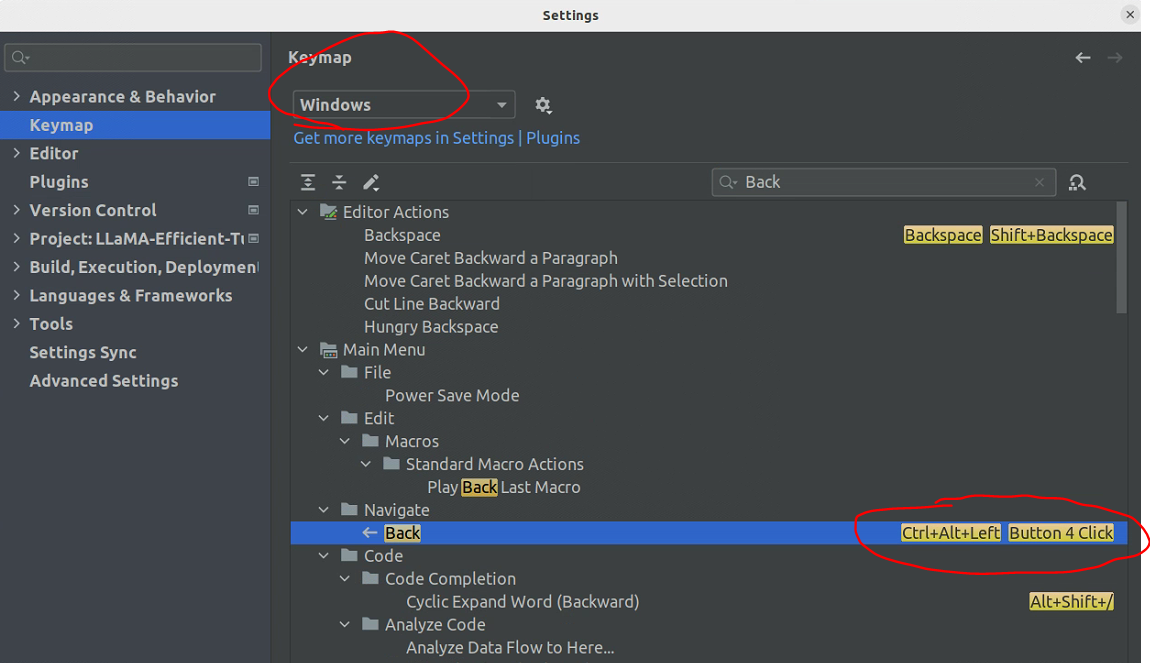 Settings
Keymap
Appearance & Behavior
Keymap
Editor
Plugins
Version Control
Project: LLaMA-Efficient-Tu
Build, Execution, Deployment
Languages & Frameworks
Tools
Settings Sync
Advanced Settings
Windows
Get more keymaps in Settings | Plugins
Back
Editor Actions
Backspace Backspace Shift+Backspace
Move Caret Backward a Paragraph
Move Caret Backward a Paragraph with Selection
Cut Line Backward
Hungry Backspace
Main Menu
File
Power Save Mode
Edit
Macros
Standard Macro Actions
Play Back Last Macro
Navigate
Back Ctrl+Alt+Left Button 4 Click
Code
Code Completion
Cyclic Expand Word (Backward) Alt+Shift+/
Analyze Code
Analyze Data Flow to Here...